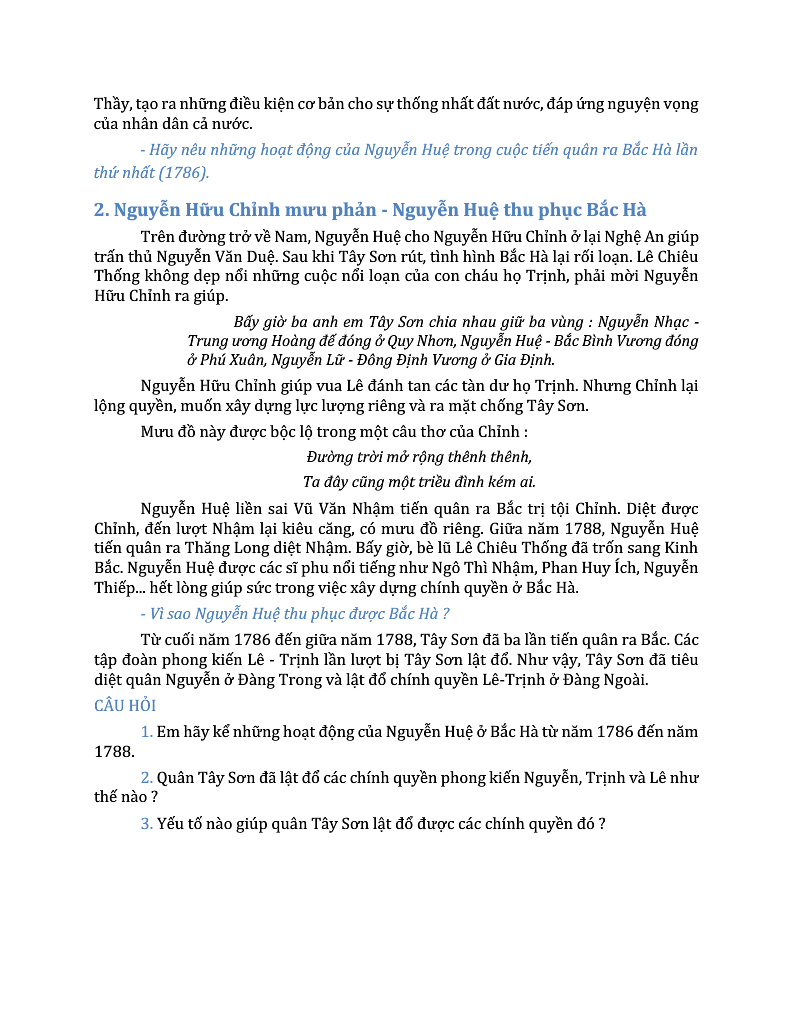 Thầy, tạo ra những điều kiện cơ bản cho sự thống nhất đất nước, đáp ứng nguyện vọng
của nhân dân cả nước.
- Hãy nêu những hoạt động của Nguyễn Huệ trong cuộc tiến quân ra Bắc Hà lần
thứ nhất (1786).
2. Nguyễn Hữu Chỉnh mưu phản - Nguyễn Huệ thu phục Bắc Hà
Trên đường trở về Nam, Nguyễn Huệ cho Nguyễn Hữu Chỉnh ở lại Nghệ An giúp
trấn thủ Nguyễn Văn Duệ. Sau khi Tây Sơn rút, tình hình Bắc Hà lại rối loạn. Lê Chiêu
Thống không dẹp nổi những cuộc nổi loạn của con cháu họ Trịnh, phải mời Nguyễn
Hữu Chỉnh ra giúp.
Bấy giờ ba anh em Tây Sơn chia nhau giữ ba vùng : Nguyễn Nhạc -
Trung ương Hoàng đế đóng ở Quy Nhơn, Nguyễn Huệ - Bắc Bình Vương đóng
ở Phú Xuân, Nguyễn Lữ - Đông Định Vương ở Gia Định.
Nguyễn Hữu Chỉnh giúp vua Lê đánh tan các tàn dư họ Trịnh. Nhưng Chỉnh lại
lộng quyền, muốn xây dựng lực lượng riêng và ra mặt chống Tây Sơn.
Mưu đồ này được bộc lộ trong một câu thơ của Chỉnh :
Đường trời mở rộng thênh thênh,
Ta đây cũng một triều đình kém ai.
Nguyễn Huệ liền sai Vũ Văn Nhậm tiến quân ra Bắc trị tội Chỉnh. Diệt được
Chỉnh, đến lượt Nhậm lại kiêu căng, có mưu đồ riêng. Giữa năm 1788, Nguyễn Huệ
tiến quân ra Thăng Long diệt Nhậm. Bấy giờ, bè lũ Lê Chiêu Thống đã trốn sang Kinh
Bắc. Nguyễn Huệ được các sĩ phu nổi tiếng như Ngô Thì Nhậm, Phan Huy Ích, Nguyễn
Thiếp... hết lòng giúp sức trong việc xây dựng chính quyền ở Bắc Hà.
- Vì sao Nguyễn Huệ thu phục được Bắc Hà ?
Từ cuối năm 1786 đến giữa năm 1788, Tây Sơn đã ba lần tiến quân ra Bắc. Các
tập đoàn phong kiến Lê - Trịnh lần lượt bị Tây Sơn lật đổ. Như vậy, Tây Sơn đã tiêu
diệt quân Nguyễn ở Đàng Trong và lật đổ chính quyền Lê-Trịnh ở Đàng Ngoài.
CÂU HỎI
1. Em hãy kể những hoạt động của Nguyễn Huệ ở Bắc Hà từ năm 1786 đến năm
1788.
2. Quân Tây Sơn đã lật đổ các chính quyền phong kiến Nguyễn, Trịnh và Lê như
thế nào ?
3. Yếu tố nào giúp quân Tây Sơn lật đổ được các chính quyền đó ?